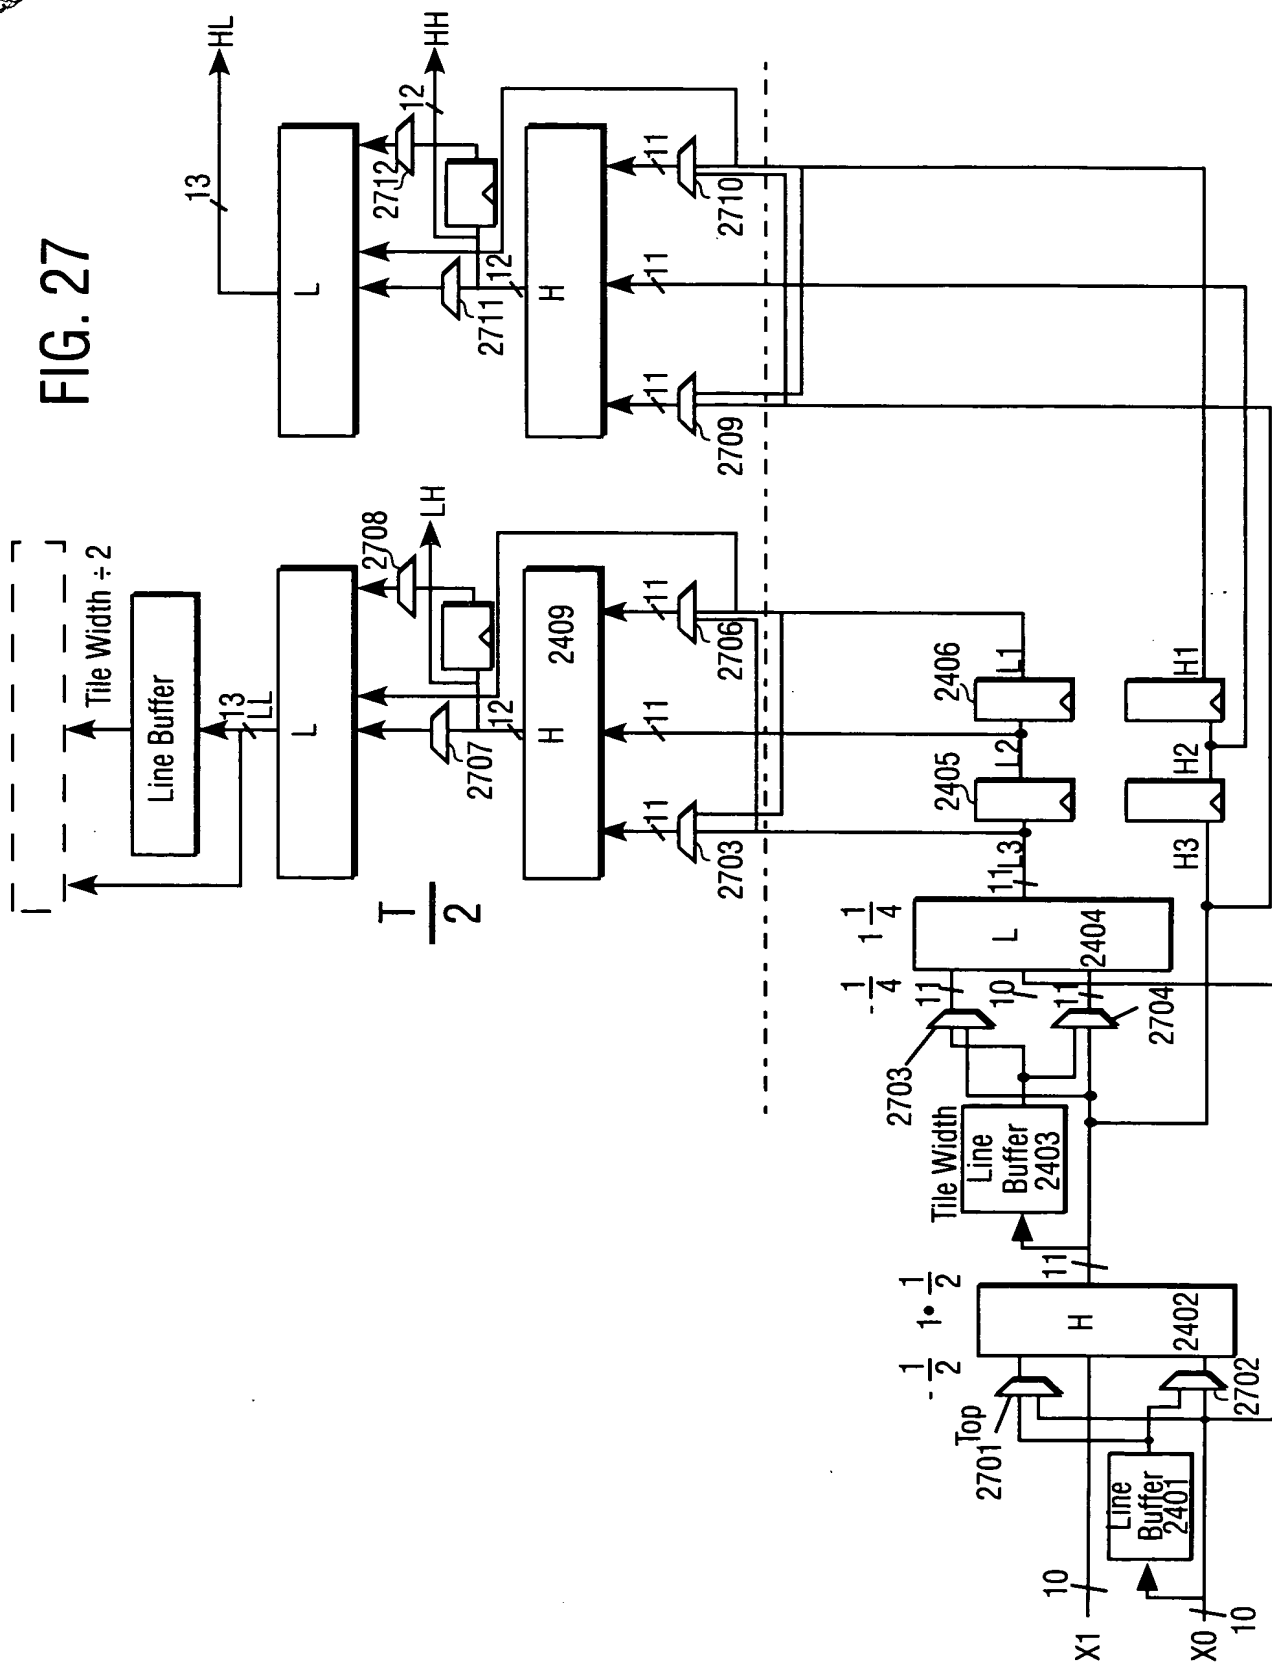 FIG. 27
HL
13
HH
12
L
2712
2711
12
H
11
11
11
2709
2710
Tile Width ÷ 2
Line Buffer
13
LL
L
2708
LH
2707
12
H
2409
11
11
11
2703
2706
T
2
L1
2406
L2
2405
11
L3
H1
H2
H3
- 1/4
1 1/4
L
2404
11
10
11
2703
2704
Tile Width
Line
Buffer
2403
11
- 1/2
1 • 1/2
H
2402
2702
Top
2701
Line
Buffer
2401
10
X1
X0
10